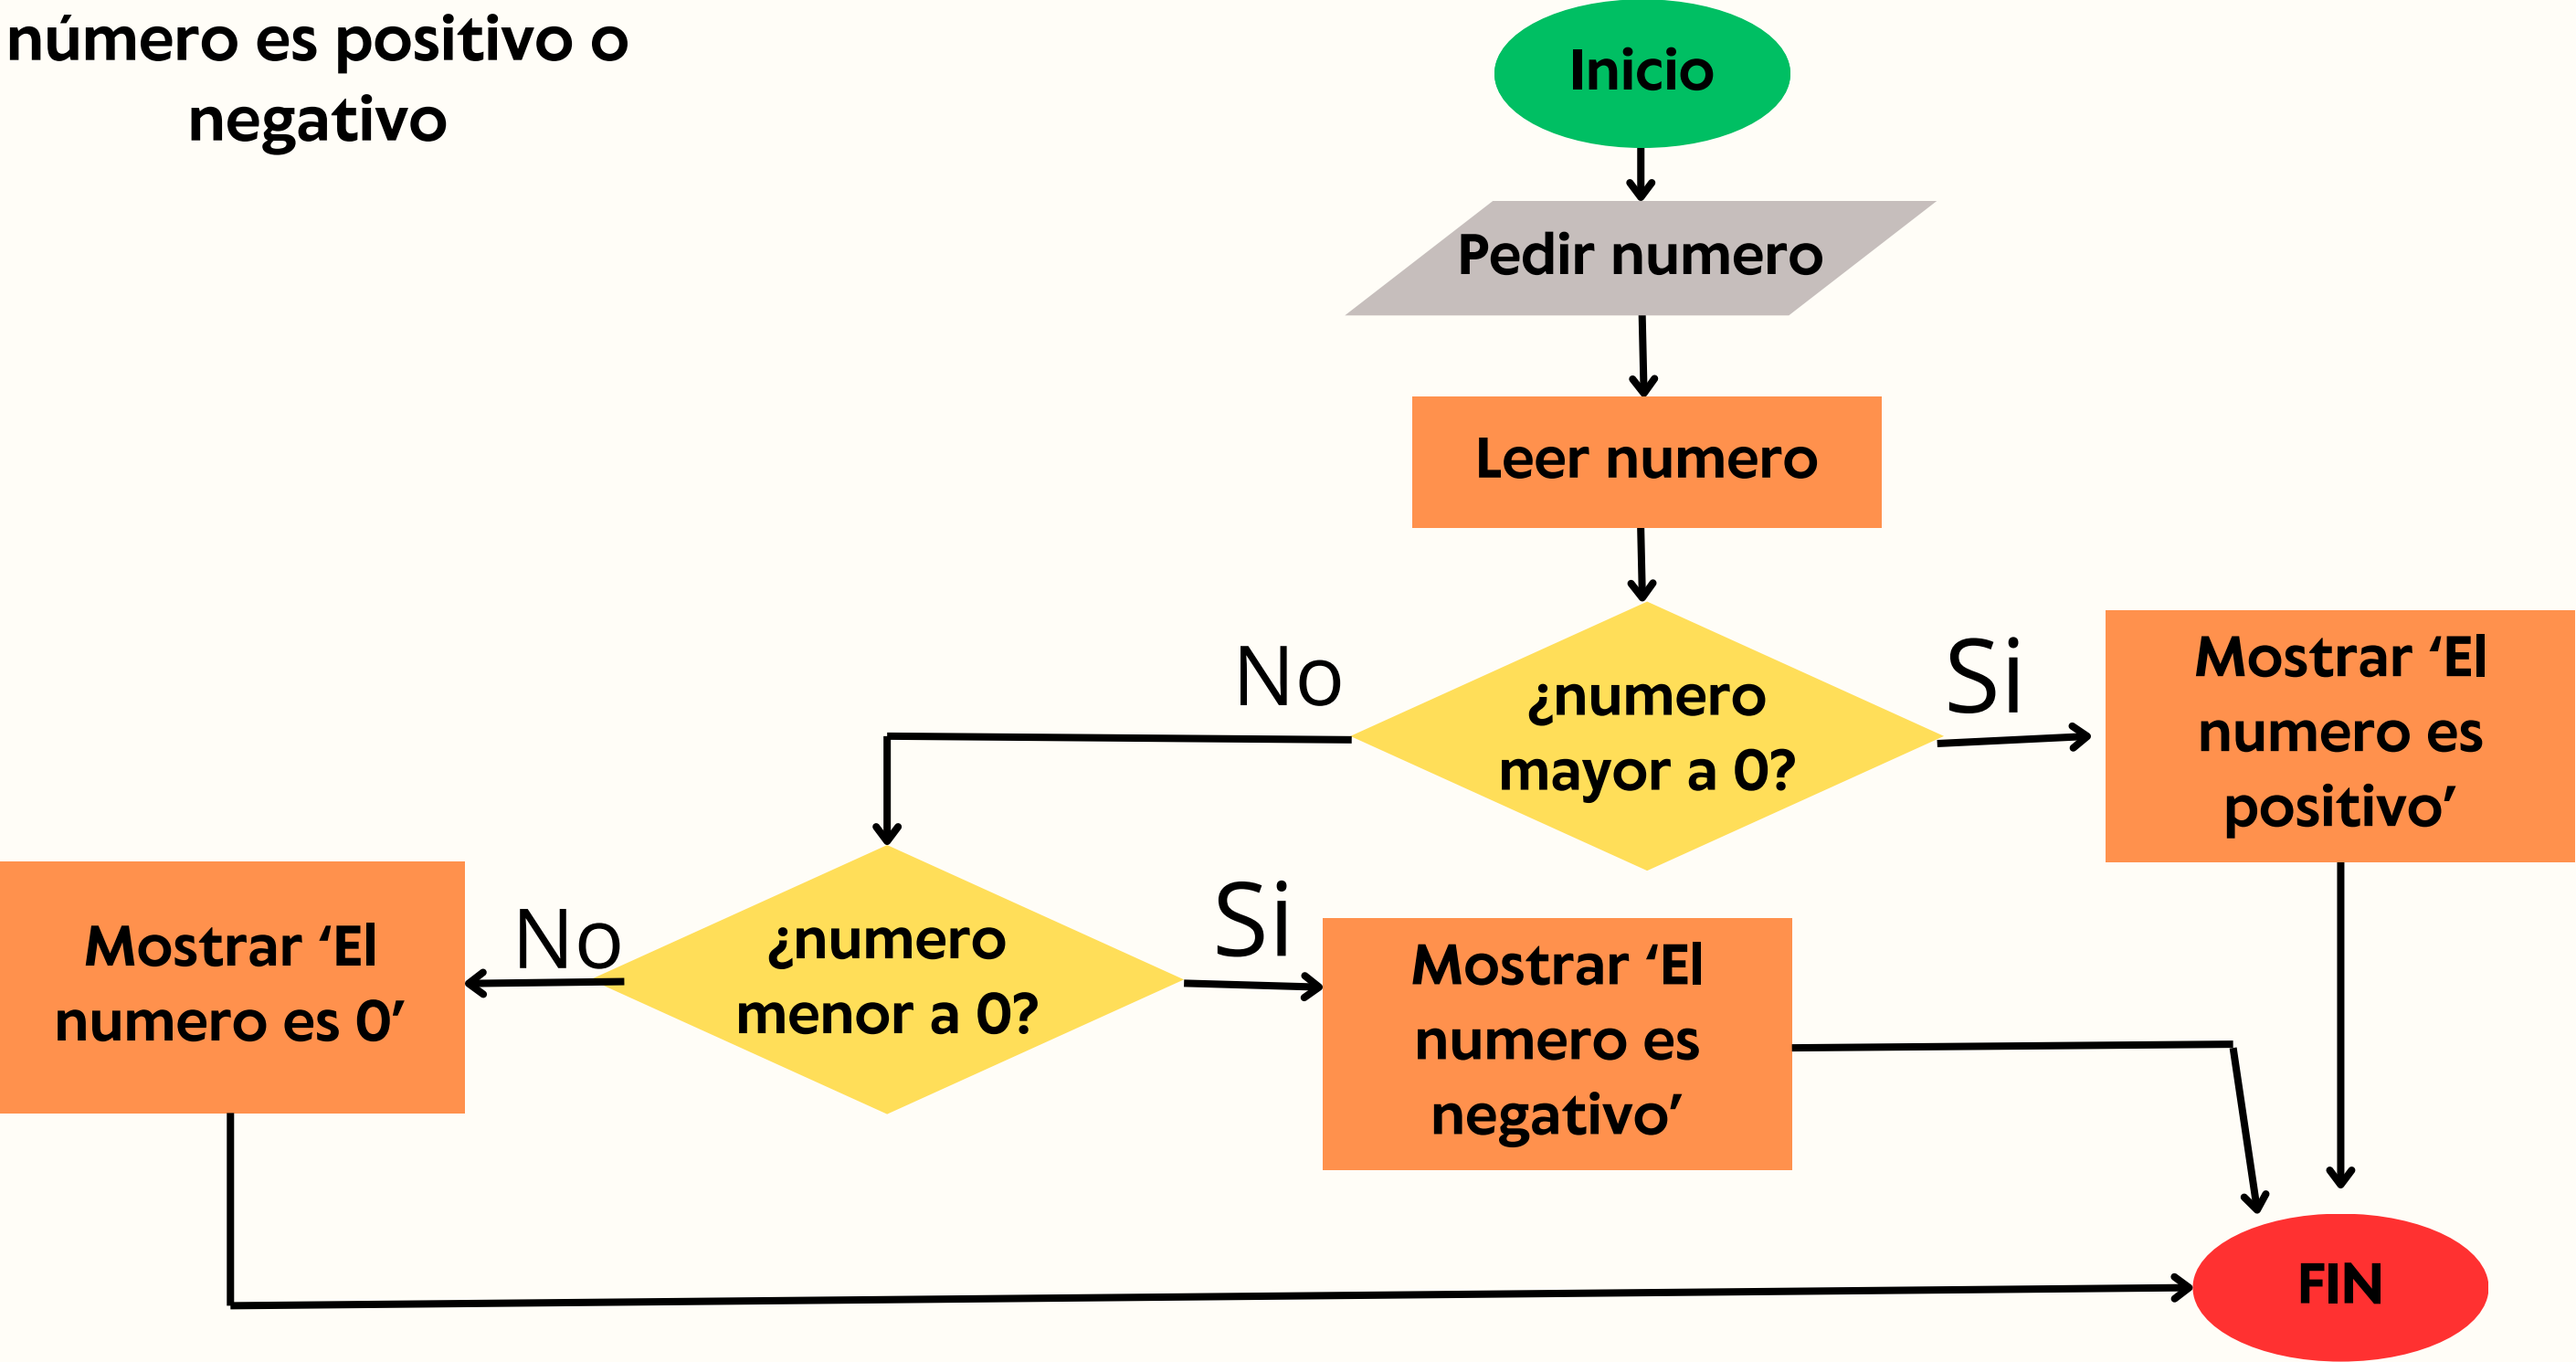 número es positivo o
negativo
Inicio
Pedir numero
Leer numero
¿numero
mayor a 0?
No
Si
Mostrar ‘El
numero es
positivo’
¿numero
menor a 0?
No
Si
Mostrar ‘El
numero es 0’
Mostrar ‘El
numero es
negativo’
FIN